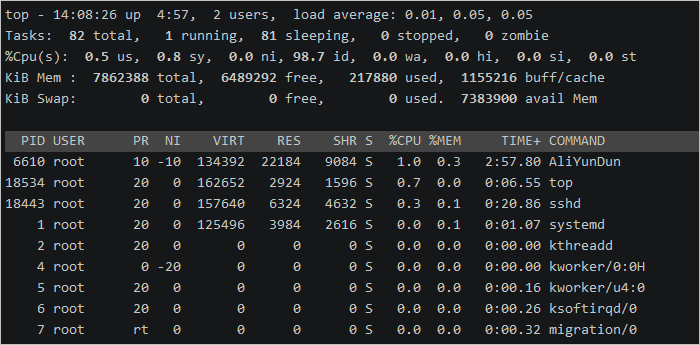 top - 14:08:26 up  4:57,  2 users,  load average: 0.01, 0.05, 0.05
Tasks:  82 total,   1 running,  81 sleeping,   0 stopped,   0 zombie
%Cpu(s):  0.5 us,  0.8 sy,  0.0 ni, 98.7 id,  0.0 wa,  0.0 hi,  0.0 si,  0.0 st
KiB Mem :  7862388 total,  6489292 free,   217880 used,  1155216 buff/cache
KiB Swap:        0 total,        0 free,        0 used.  7383900 avail Mem
  PID USER      PR  NI    VIRT    RES    SHR S  %CPU %MEM     TIME+ COMMAND
 6610 root      10 -10  134392  22184   9084 S   1.0  0.3   2:57.80 AliYunDun
18534 root      20   0  162652   2924   1596 S   0.7  0.0   0:06.55 top
18443 root      20   0  157640   6324   4632 S   0.3  0.1   0:20.86 sshd
    1 root      20   0  125496   3984   2616 S   0.0  0.1   0:01.07 systemd
    2 root      20   0       0      0      0 S   0.0  0.0   0:00.00 kthreadd
    4 root       0 -20       0      0      0 S   0.0  0.0   0:00.00 kworker/0:0H
    5 root      20   0       0      0      0 S   0.0  0.0   0:00.16 kworker/u4:0
    6 root      20   0       0      0      0 S   0.0  0.0   0:00.26 ksoftirqd/0
    7 root      rt   0       0      0      0 S   0.0  0.0   0:00.32 migration/0